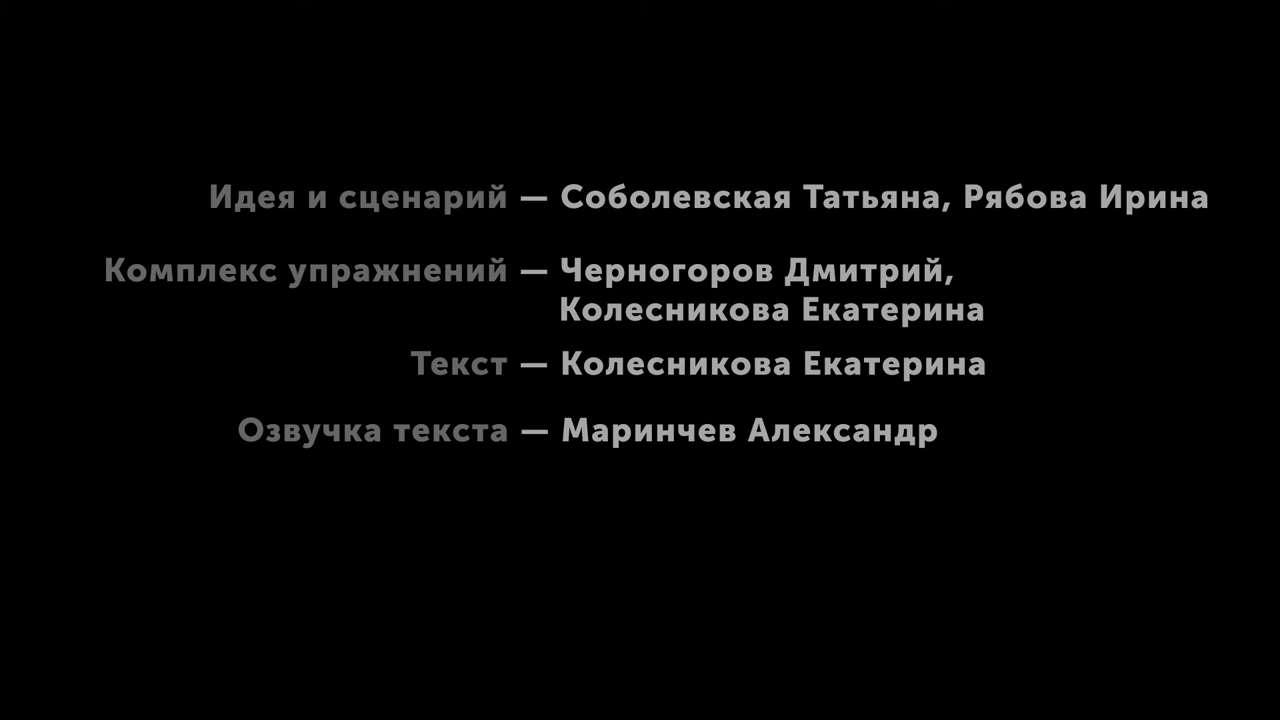 Идея и сценарий — Соболевская Татьяна, Рябова Ирина
Комплекс упражнений — Черногоров Дмитрий,
Колесникова Екатерина
Текст — Колесникова Екатерина
Озвучка текста — Маринчев Александр